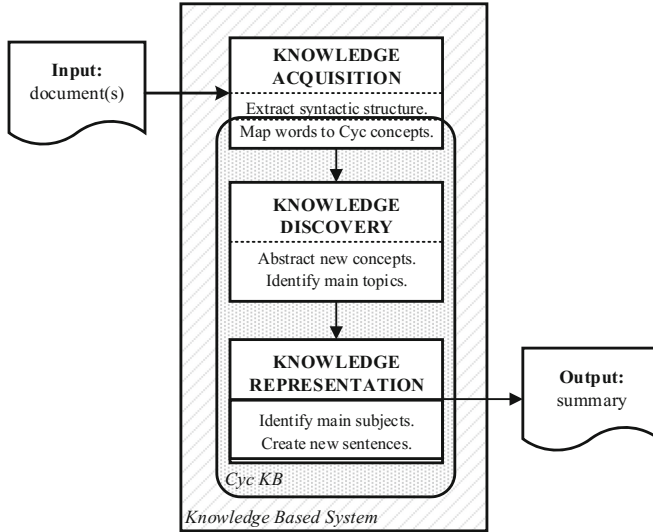 Input:
document(s)
KNOWLEDGE
ACQUISITION
Extract syntactic structure.
Map words to Cyc concepts.
KNOWLEDGE
DISCOVERY
Abstract new concepts.
Identify main topics.
KNOWLEDGE
REPRESENTATION
Identify main subjects.
Create new sentences.
Output:
summary
Cyc KB
Knowledge Based System